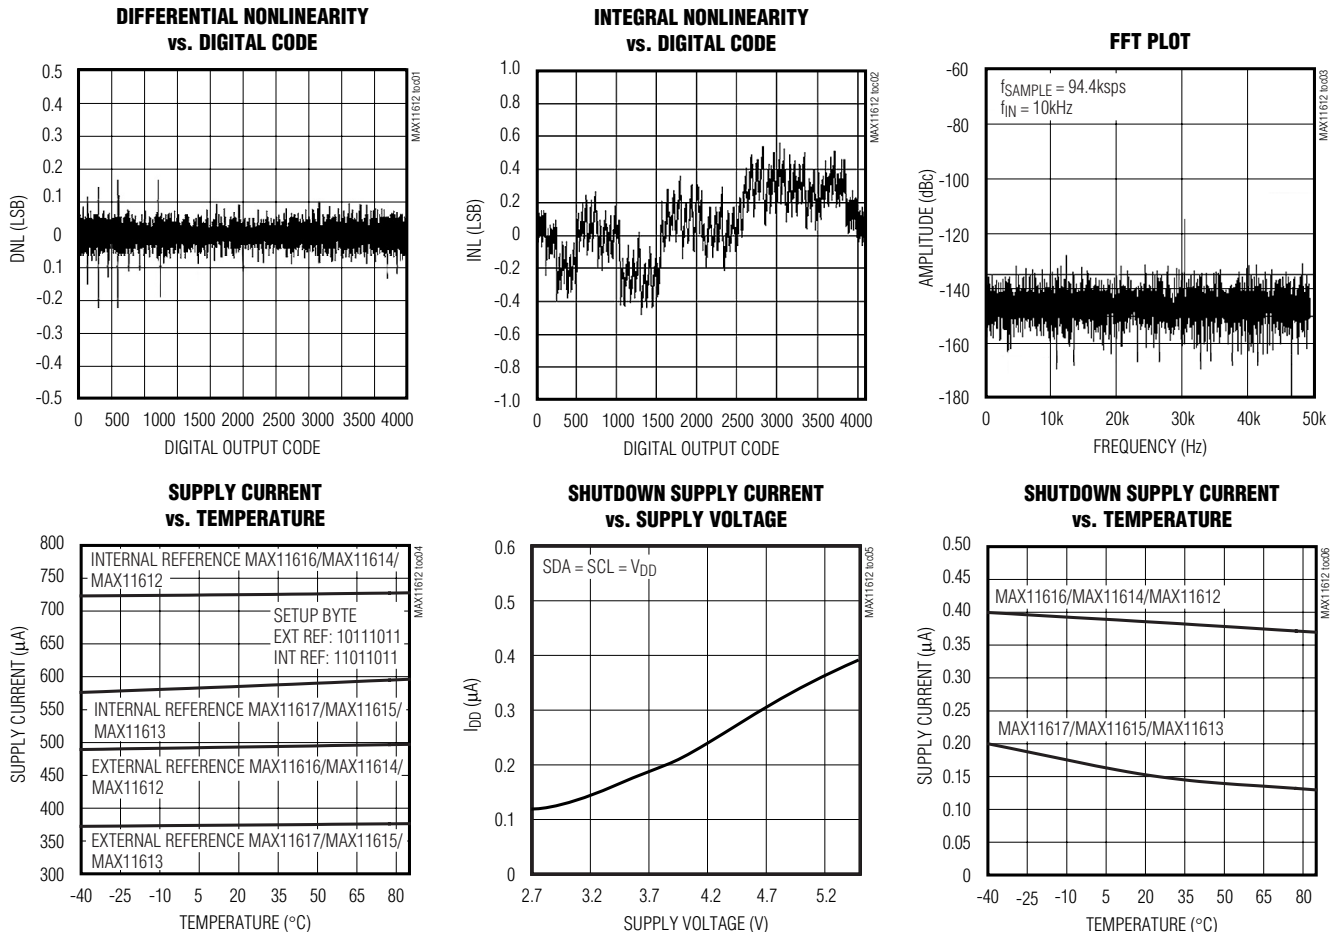 DIFFERENTIAL NONLINEARITY
vs. DIGITAL CODE
MAX11612 toc01
0.5
0.4
0.3
0.2
0.1
0
0.1
-0.2
-0.3
-0.4
-0.5
DNL (LSB)
0 500 1000 1500 2000 2500 3000 3500 4000
DIGITAL OUTPUT CODE
INTEGRAL NONLINEARITY
vs. DIGITAL CODE
MAX11612 toc02
1.0
0.8
0.6
0.4
0.2
0
-0.2
-0.4
-0.6
-0.8
-1.0
INL (LSB)
0 500 1000 1500 2000 2500 3000 3500 4000
DIGITAL OUTPUT CODE
FFT PLOT
MAX11612 toc03
fSAMPLE = 94.4ksps
fIN = 10kHz
-60
-80
-100
-120
-140
-160
-180
AMPLITUDE (dBc)
0 10k 20k 30k 40k 50k
FREQUENCY (Hz)
SUPPLY CURRENT
vs. TEMPERATURE
MAX11612 toc04
800
750
700
650
600
550
500
450
400
350
300
SUPPLY CURRENT (µA)
INTERNAL REFERENCE MAX11616/MAX11614/
MAX11612
SETUP BYTE
EXT REF: 10111011
INT REF: 11011011
INTERNAL REFERENCE MAX11617/MAX11615/
MAX11613
EXTERNAL REFERENCE MAX11616/MAX11614/
MAX11612
EXTERNAL REFERENCE MAX11617/MAX11615/
MAX11613
-40 -25 -10 5 20 35 50 65 80
TEMPERATURE (°C)
SHUTDOWN SUPPLY CURRENT
vs. SUPPLY VOLTAGE
MAX11612 toc05
SDA = SCL = VDD
0.6
0.5
0.4
0.3
0.2
0.1
0
IDD (µA)
2.7 3.2 3.7 4.2 4.7 5.2
SUPPLY VOLTAGE (V)
SHUTDOWN SUPPLY CURRENT
vs. TEMPERATURE
MAX11612 toc06
0.50
0.45
0.40
0.35
0.30
0.25
0.20
0.15
0.10
0.05
0
SUPPLY CURRENT (µA)
MAX11616/MAX11614/MAX11612
MAX11617/MAX11615/MAX11613
-40 -25 -10 5 20 35 50 65 80
TEMPERATURE (°C)